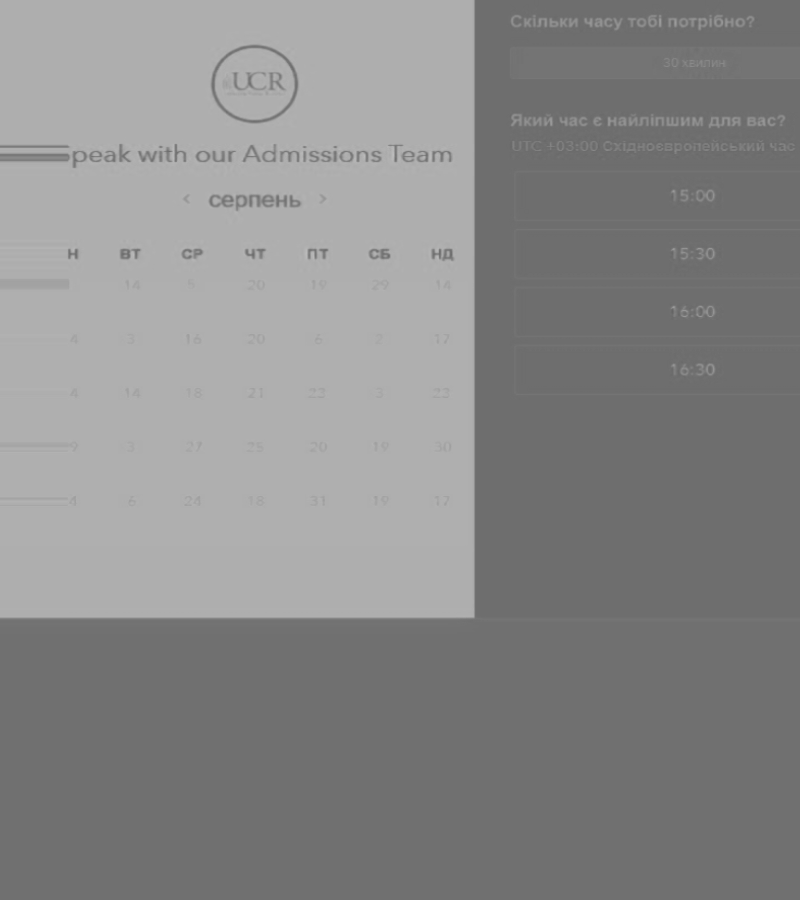 UCR
peak with our Admissions Team
< серпень >
Н ВТ СР ЧТ ПТ СБ НД
14 20 19 29 14
4 3 16 20 6 2 17
4 14 18 21 22 3 22
9 3 27 25 20 19 30
4 6 24 18 31 19 17
Скільки часу тобі потрібно?
30 хвилин
Який час є найліпшим для вас?
UTC +03:00 Східноєвропейський час
15:00
15:30
16:00
16:30